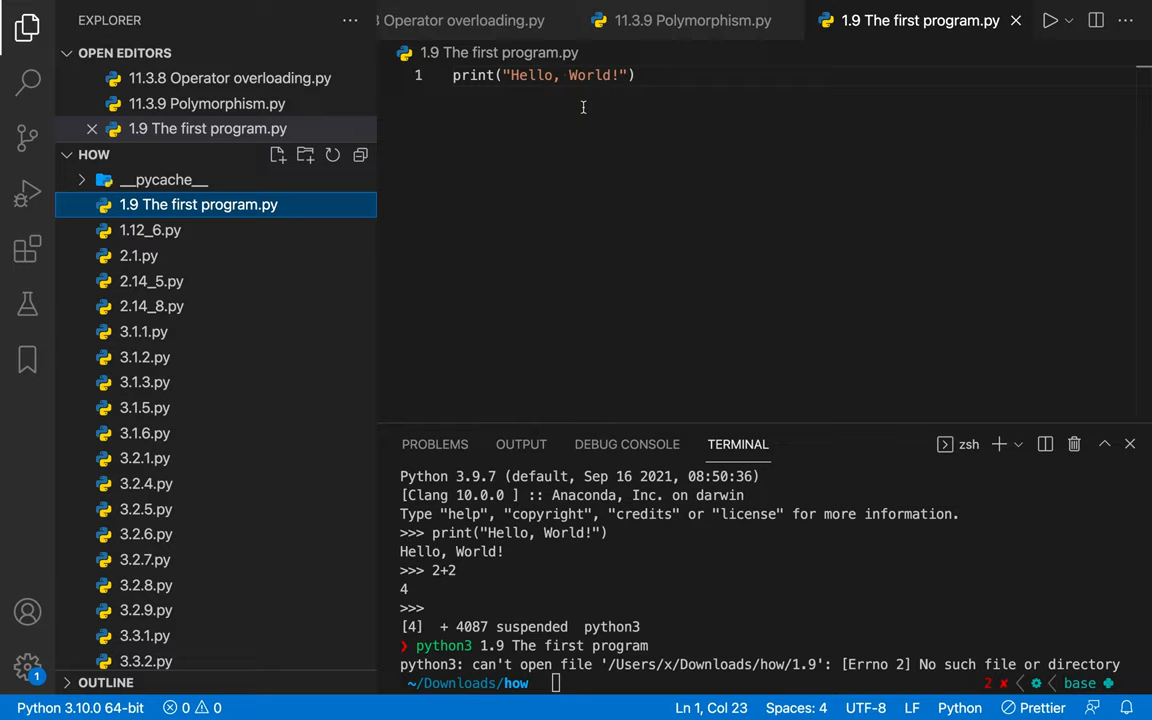 EXPLORER
OPEN EDITORS
11.3.8 Operator overloading.py
11.3.9 Polymorphism.py
1.9 The first program.py
HOW
__pycache__
1.9 The first program.py
1.12_6.py
2.1.py
2.14_5.py
2.14_8.py
3.1.1.py
3.1.2.py
3.1.3.py
3.1.5.py
3.1.6.py
3.2.1.py
3.2.4.py
3.2.5.py
3.2.6.py
3.2.7.py
3.2.8.py
3.2.9.py
3.3.1.py
3.3.2.py
OUTLINE
Operator overloading.py 11.3.9 Polymorphism.py 1.9 The first program.py
1.9 The first program.py
1 print("Hello, World!")
PROBLEMS OUTPUT DEBUG CONSOLE TERMINAL zsh
Python 3.9.7 (default, Sep 16 2021, 08:50:36)
[Clang 10.0.0 ] :: Anaconda, Inc. on darwin
Type "help", "copyright", "credits" or "license" for more information.
>>> print("Hello, World!")
Hello, World!
>>> 2+2
4
>>>
[4]  + 4087 suspended  python3
❯ python3 1.9 The first program
python3: can't open file '/Users/x/Downloads/how/1.9': [Errno 2] No such file or directory
~/Downloads/how 2 ✘ base
1
Python 3.10.0 64-bit 0 0 Ln 1, Col 23 Spaces: 4 UTF-8 LF Python Prettier